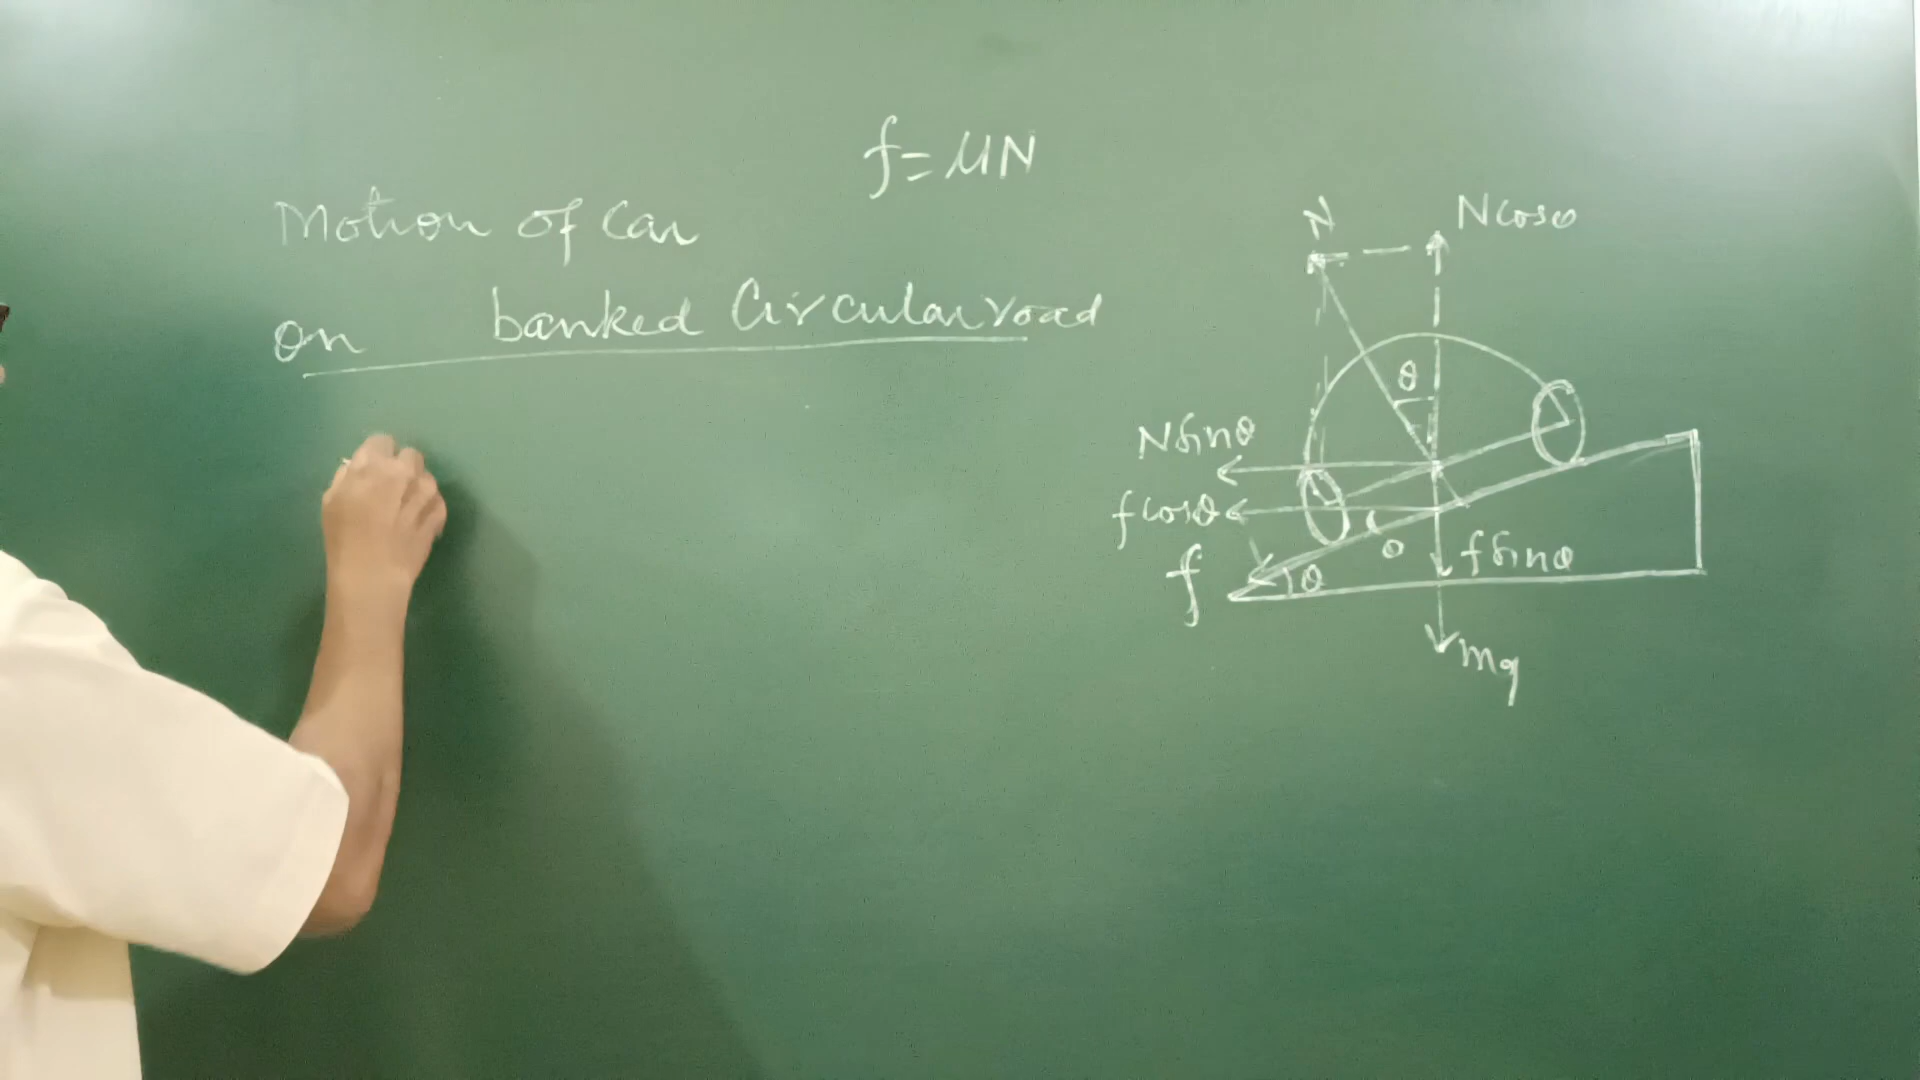 f = μN
Motion of Car
on banked Circular road
N
Ncosθ
θ
Nsinθ
fcosθ
θ
fsinθ
f
θ
mg